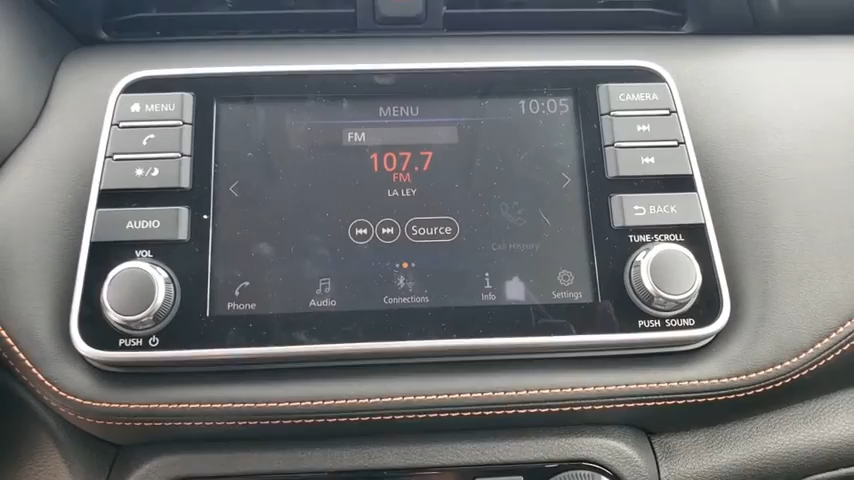 MENU
AUDIO
VOL
PUSH
MENU
10:05
FM
107.7
FM
LA LEY
Source
Call History
Phone
Audio
Connections
Info
Settings
CAMERA
BACK
TUNE·SCROLL
PUSH SOUND